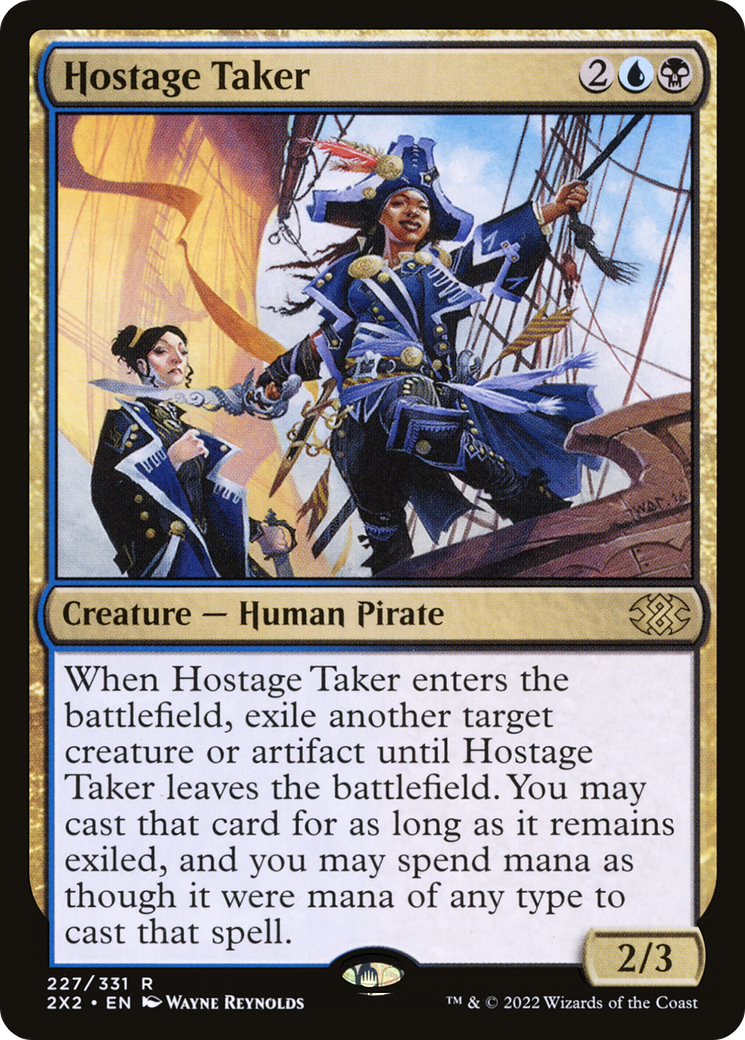 Hostage Taker 2
Creature — Human Pirate
When Hostage Taker enters the
battlefield, exile another target
creature or artifact until Hostage
Taker leaves the battlefield. You may
cast that card for as long as it remains
exiled, and you may spend mana as
though it were mana of any type to
cast that spell.
2/3
227/331 R
2X2 • EN Wayne Reynolds
™ & © 2022 Wizards of the Coast